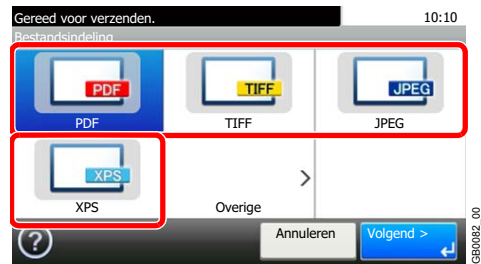 Gereed voor verzenden. 10:10
Bestandsindeling
PDF TIFF JPEG
PDF TIFF JPEG
XPS
XPS Overige >
? Annuleren Volgend >
GB0082_00